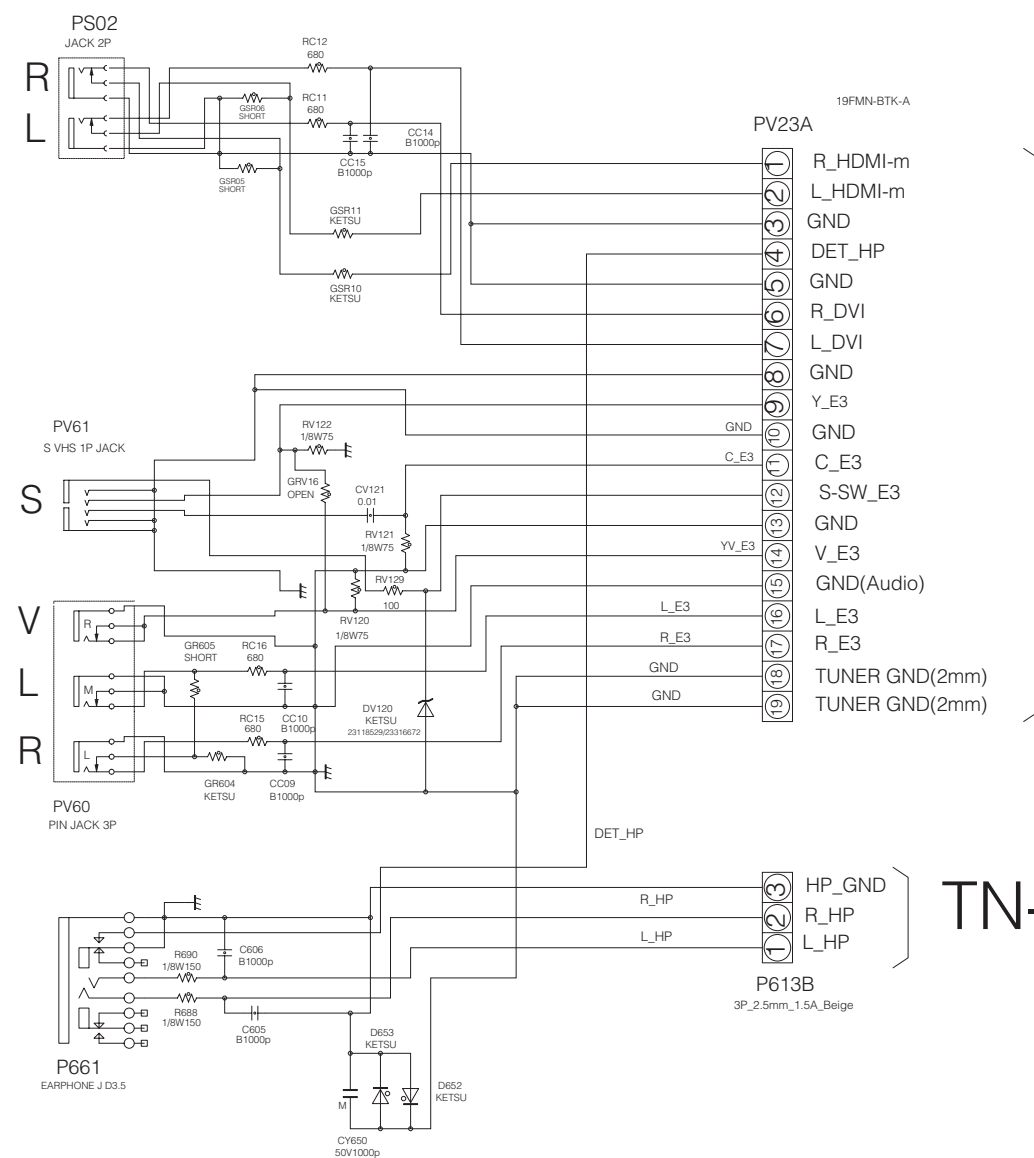 PS02
JACK 2P
R
L
RC12
680
GSR06
SHORT
RC11
680
CC14
B1000p
CC15
B1000p
GSR05
SHORT
GSR11
KETSU
GSR10
KETSU
19FMN-BTK-A
PV23A
1 R_HDMI-m
2 L_HDMI-m
3 GND
4 DET_HP
5 GND
6 R_DVI
7 L_DVI
8 GND
9 Y_E3
GND 10 GND
C_E3 11 C_E3
12 S-SW_E3
13 GND
YV_E3 14 V_E3
15 GND(Audio)
L_E3 16 L_E3
R_E3 17 R_E3
GND 18 TUNER GND(2mm)
GND 19 TUNER GND(2mm)
PV61
S VHS 1P JACK
S
RV122
1/8W75
GRV16
OPEN
CV121
0.01
RV121
1/8W75
RV129
100
RV120
1/8W75
V
L
R
R
M
L
GR605
SHORT
RC16
680
CC10
B1000p
RC15
680
GR604
KETSU
CC09
B1000p
DV120
KETSU
23118529/23316672
PV60
PIN JACK 3P
DET_HP
R_HP
L_HP
3 HP_GND
2 R_HP
1 L_HP
TN-
P613B
3P_2.5mm_1.5A_Beige
R690
1/8W150
C606
B1000p
R688
1/8W150
C605
B1000p
P661
EARPHONE J D3.5
D653
KETSU
D652
KETSU
M
CY650
50V1000p